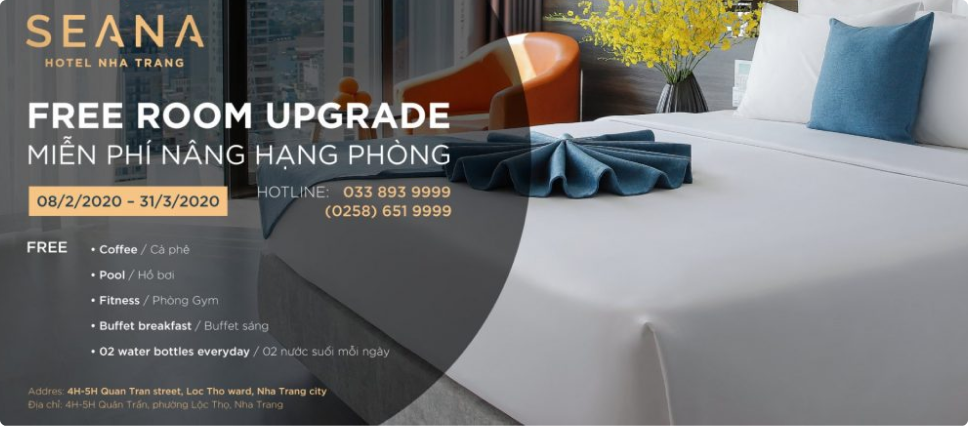 SEANA
HOTEL NHA TRANG
FREE ROOM UPGRADE
MIỄN PHÍ NÂNG HẠNG PHÒNG
08/2/2020 – 31/3/2020
HOTLINE: 033 893 9999
(0258) 651 9999
FREE
• Coffee / Cà phê
• Pool / Hồ bơi
• Fitness / Phòng Gym
• Buffet breakfast / Buffet sáng
• 02 water bottles everyday / 02 nước suối mỗi ngày
Addres: 4H-5H Quan Tran street, Loc Tho ward, Nha Trang city
Địa chỉ: 4H-5H Quân Trấn, phường Lộc Thọ, Nha Trang